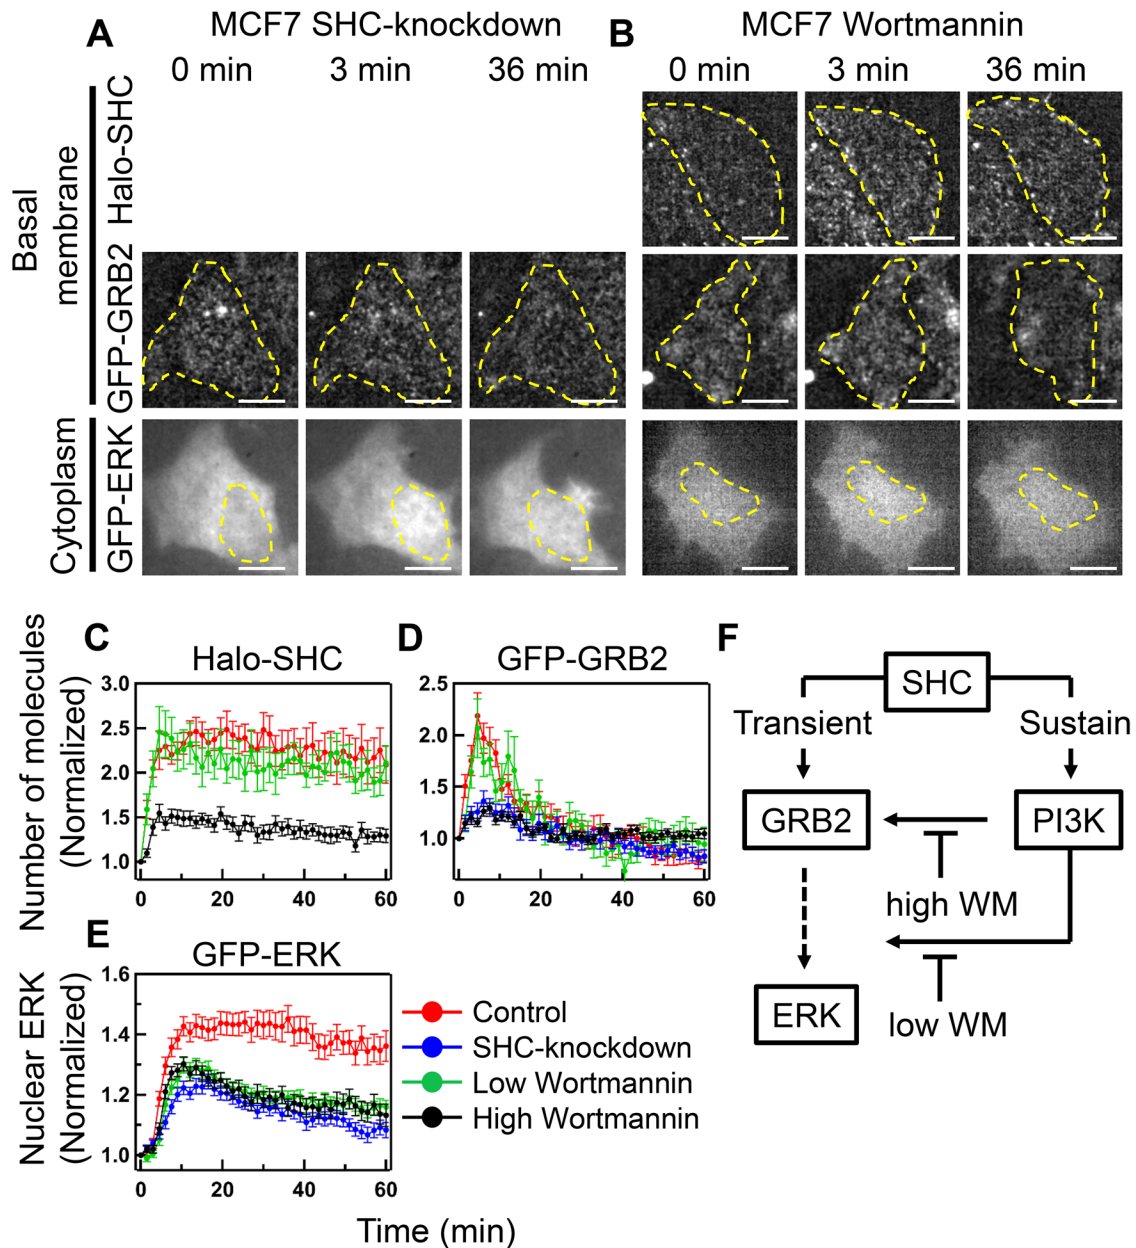 A
MCF7 SHC-knockdown
0 min 3 min 36 min
B
MCF7 Wortmannin
0 min 3 min 36 min
Basal
membrane
Halo-SHC
GFP-GRB2
Cytoplasm
GFP-ERK
C
Halo-SHC
Number of molecules
(Normalized)
3.0
2.5
2.0
1.5
1.0
0 20 40 60
D
GFP-GRB2
2.5
2.0
1.5
1.0
0 20 40 60
E
GFP-ERK
Nuclear ERK
(Normalized)
1.6
1.4
1.2
1.0
0 20 40 60
Time (min)
Control
SHC-knockdown
Low Wortmannin
High Wortmannin
F
SHC
Transient
Sustain
GRB2
PI3K
high WM
ERK
low WM